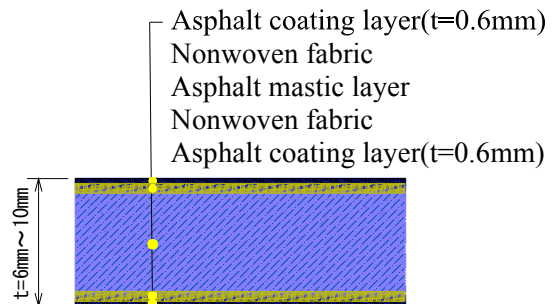 Asphalt coating layer(t=0.6mm)
Nonwoven fabric
Asphalt mastic layer
Nonwoven fabric
Asphalt coating layer(t=0.6mm)
t=6mm～10mm